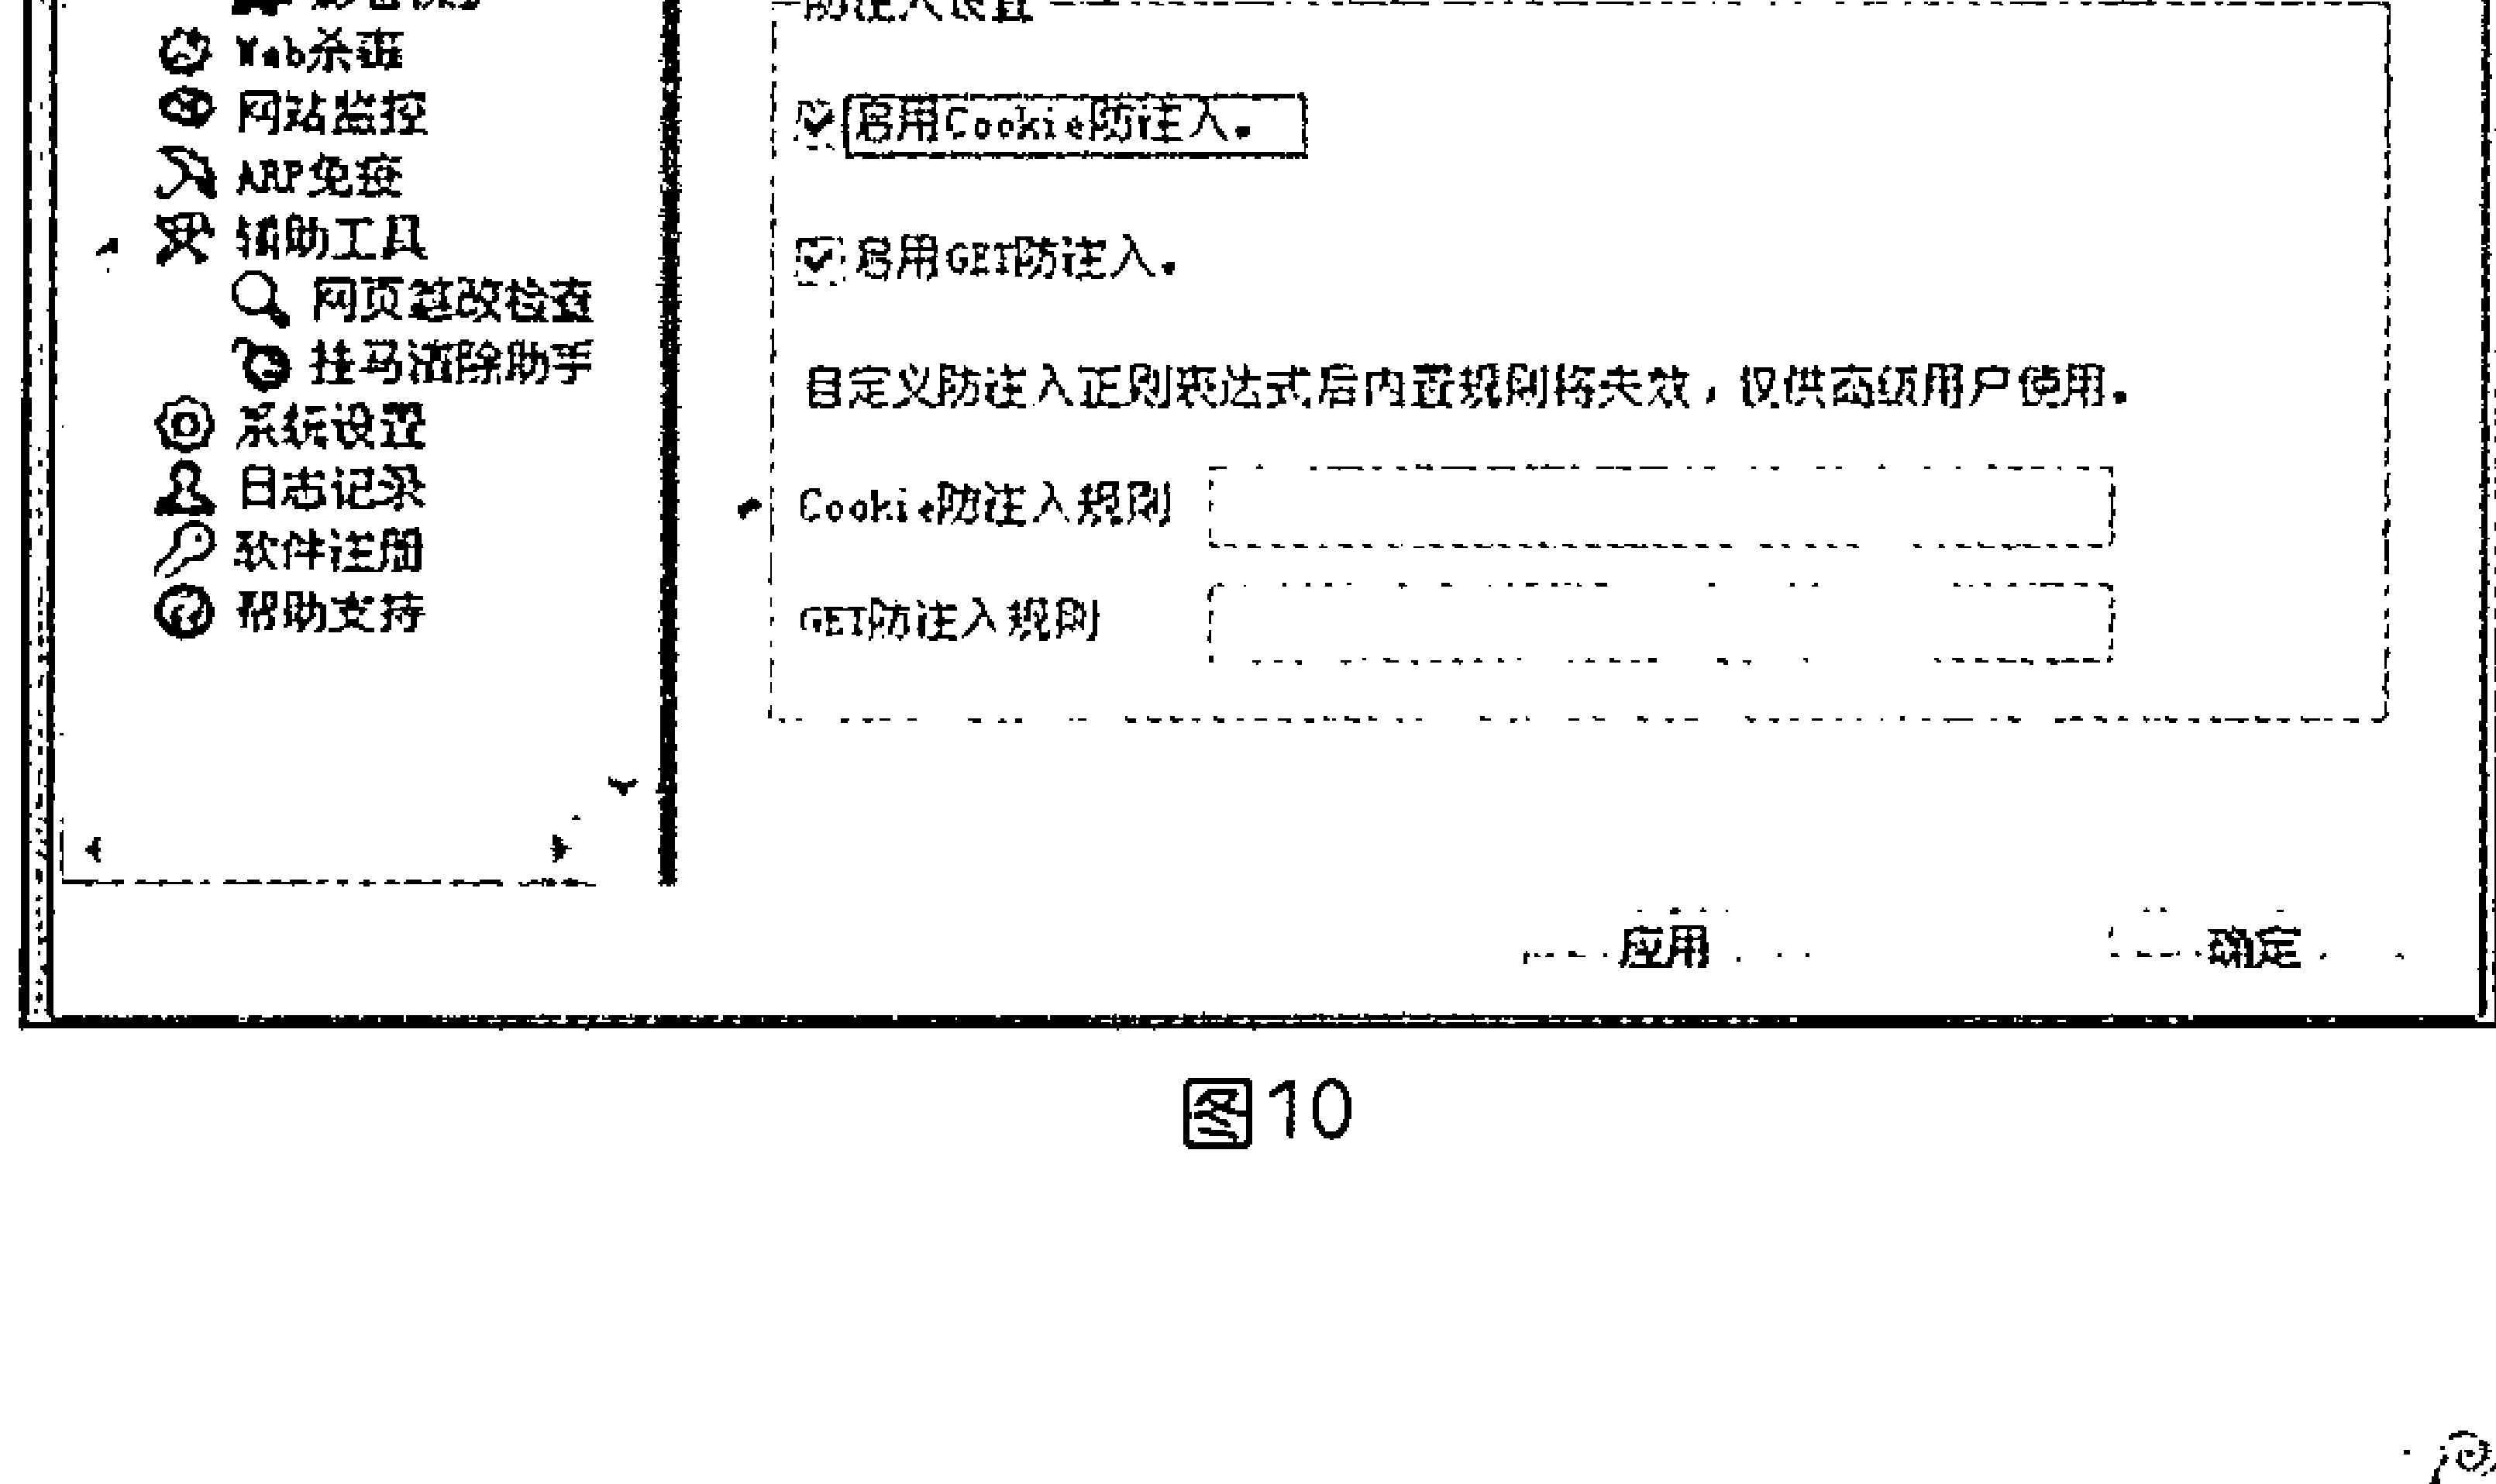 防注入设置
Web杀毒
网站监控
ARP免疫
辅助工具
网页篡改检查
挂马清除助手
系统设置
日志记录
软件注册
帮助支持
启用Cookie防注入。
启用GET防注入。
自定义防注入正则表达式后内置规则将失效，仅供高级用户使用。
Cookie防注入规则
GET防注入规则
应用
确定
图10